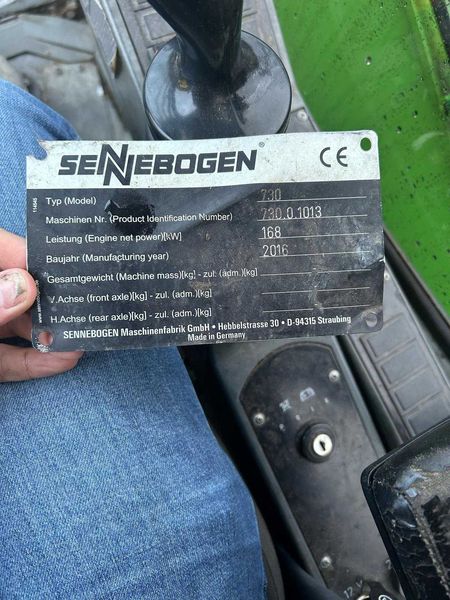 SENNEBOGEN®
CE
Typ (Model) 730
Maschinen Nr. (Product Identification Number) 730.0.1013
Leistung (Engine net power)[kW] 168
Baujahr (Manufacturing year) 2016
Gesamtgewicht (Machine mass)[kg] - zul. (adm.)[kg]
V.Achse (front axle)[kg] - zul. (adm.)[kg]
H.Achse (rear axle)[kg] - zul. (adm.)[kg]
SENNEBOGEN Maschinenfabrik GmbH • Hebbelstrasse 30 • D-94315 Straubing
Made in Germany
12 V